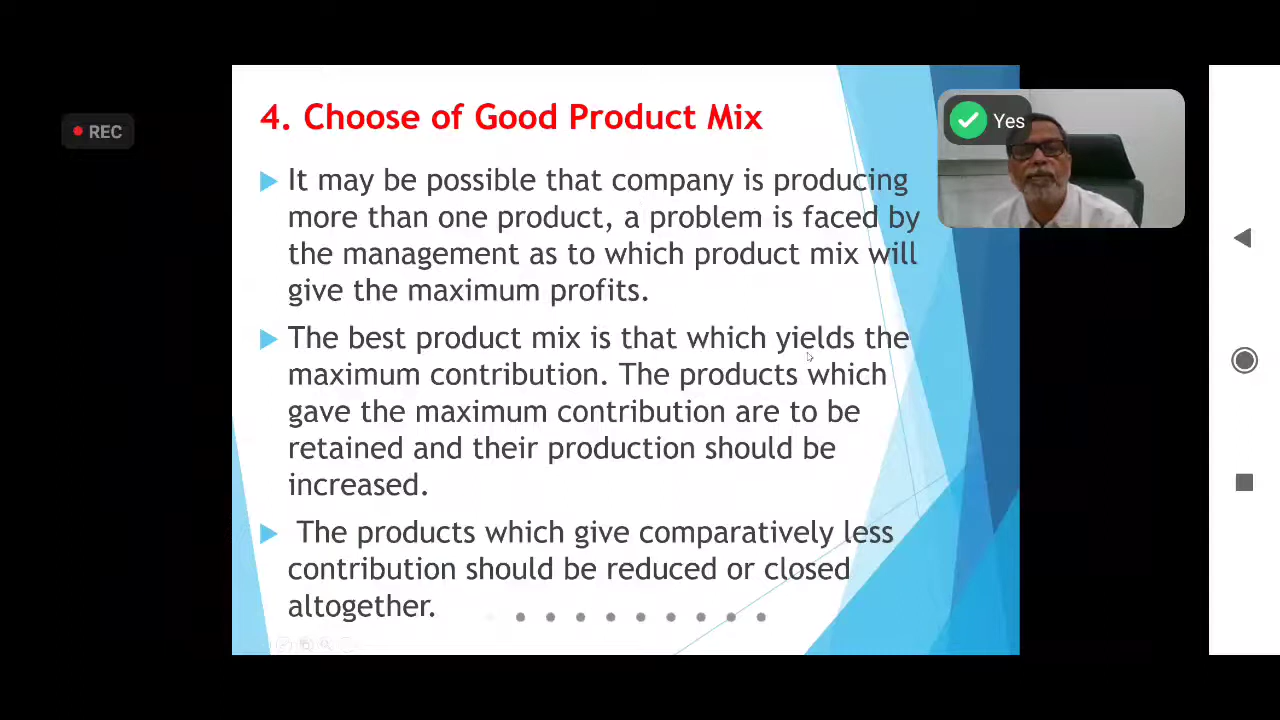 4. Choose of Good Product Mix
REC
Yes
It may be possible that company is producing
more than one product, a problem is faced by
the management as to which product mix will
give the maximum profits.
The best product mix is that which yields the
maximum contribution. The products which
gave the maximum contribution are to be
retained and their production should be
increased.
The products which give comparatively less
contribution should be reduced or closed
altogether.